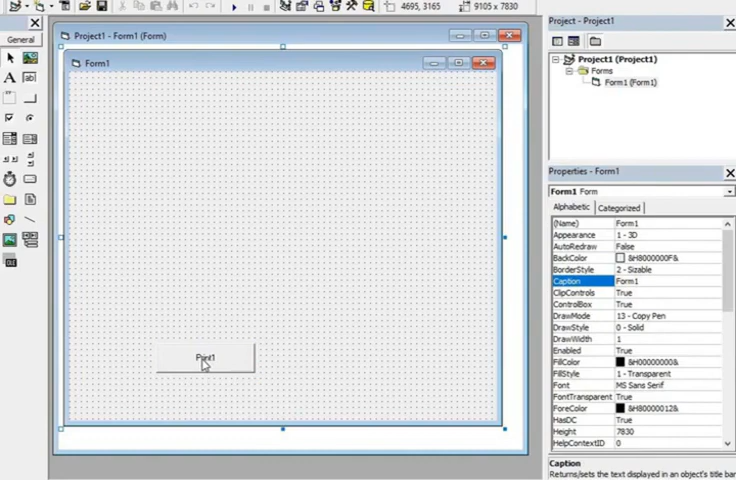 4695, 3165
9105 x 7830
General
Project1 - Form1 (Form)
Form1
Print1
Project - Project1
Project1 (Project1)
Forms
Form1 (Form1)
Properties - Form1
Form1 Form
Alphabetic Categorized
(Name) Form1
Appearance 1 - 3D
AutoRedraw False
BackColor &H8000000F&
BorderStyle 2 - Sizable
Caption Form1
ClipControls True
ControlBox True
DrawMode 13 - Copy Pen
DrawStyle 0 - Solid
DrawWidth 1
Enabled True
FillColor &H00000000&
FillStyle 1 - Transparent
Font MS Sans Serif
FontTransparent True
ForeColor &H80000012&
HasDC True
Height 7830
HelpContextID 0
Caption
Returns/sets the text displayed in an object's title bar